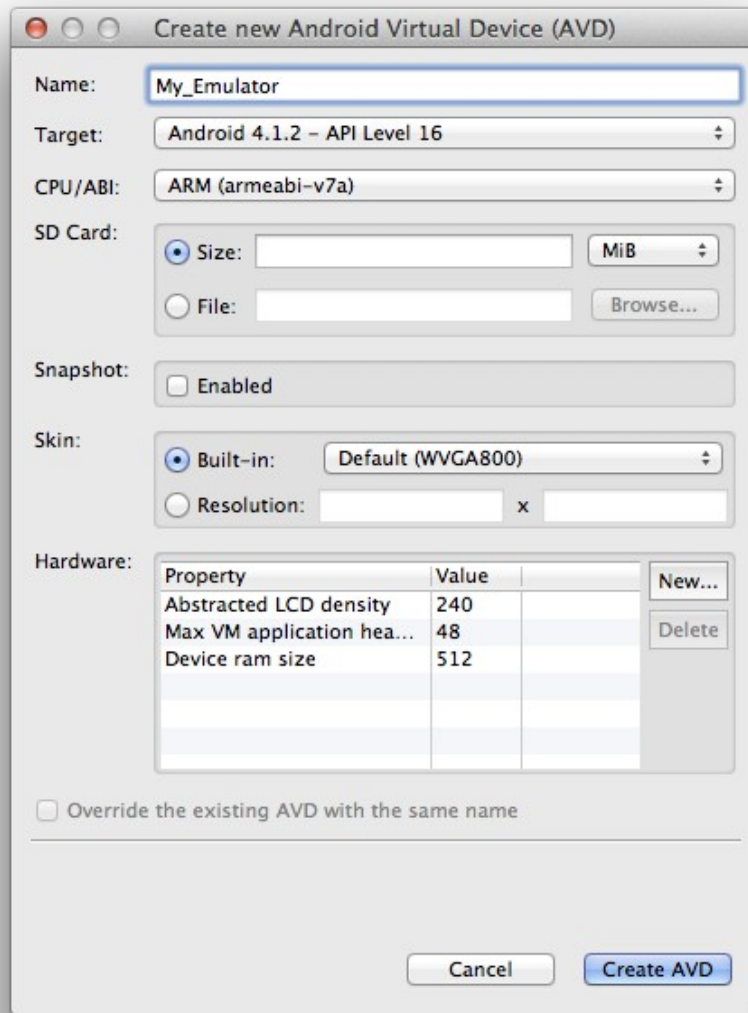 Create new Android Virtual Device (AVD)
Name: My_Emulator
Target: Android 4.1.2 – API Level 16
CPU/ABI: ARM (armeabi-v7a)
SD Card:
Size: MiB
File: Browse...
Snapshot:
Enabled
Skin:
Built-in: Default (WVGA800)
Resolution: x
Hardware:
Property Value New...
Abstracted LCD density 240
Max VM application hea... 48 Delete
Device ram size 512
Override the existing AVD with the same name
Cancel Create AVD